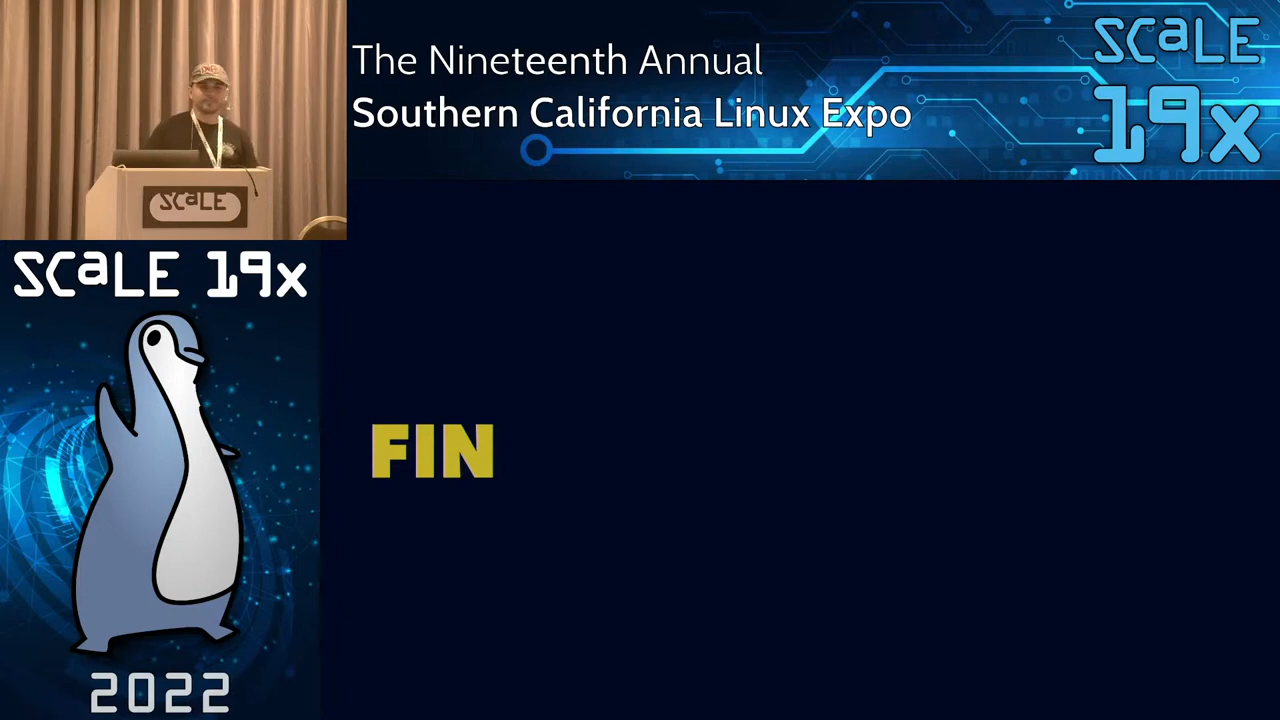 The Nineteenth Annual
Southern California Linux Expo
SCaLE
19x
SCaLE
SCaLE 19x
FIN
2022